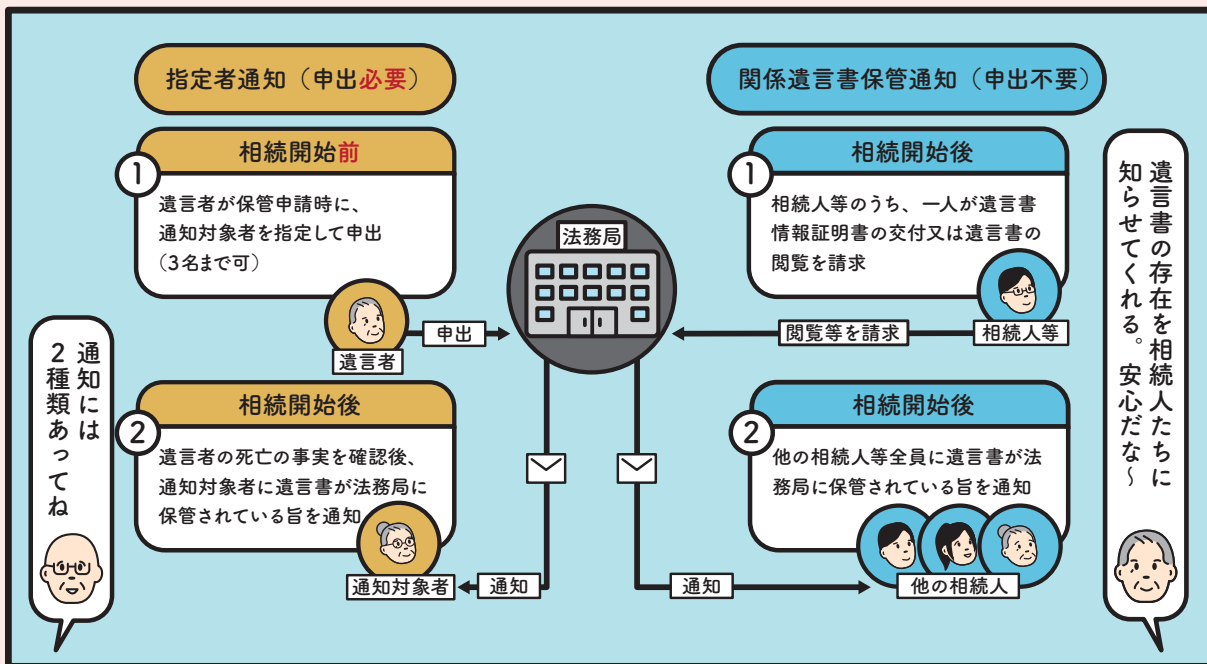 指定者通知（申出必要）
1
相続開始前
遺言者が保管申請時に、
通知対象者を指定して申出
（3名まで可）
遺言者
申出
2
相続開始後
遺言者の死亡の事実を確認後、
通知対象者に遺言書が法務局に
保管されている旨を通知
通知対象者
通知
通知には
2種類あってね
法務局
関係遺言書保管通知（申出不要）
1
相続開始後
相続人等のうち、一人が遺言書
情報証明書の交付又は遺言書の
閲覧を請求
閲覧等を請求
相続人等
2
相続開始後
他の相続人等全員に遺言書が法
務局に保管されている旨を通知
通知
他の相続人
遺言書の存在を相続人たちに
知らせてくれる。安心だな～